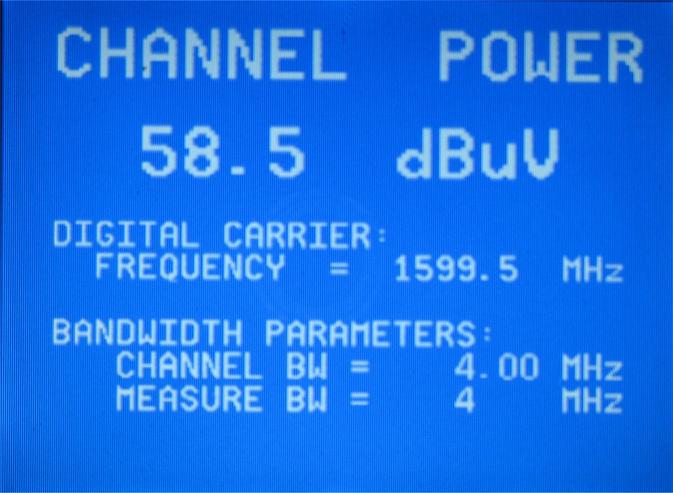 CHANNEL POWER
58.5 dBuV
DIGITAL CARRIER:
FREQUENCY = 1599.5 MHz
BANDWIDTH PARAMETERS:
CHANNEL BW = 4.00 MHz
MEASURE BW = 4 MHz